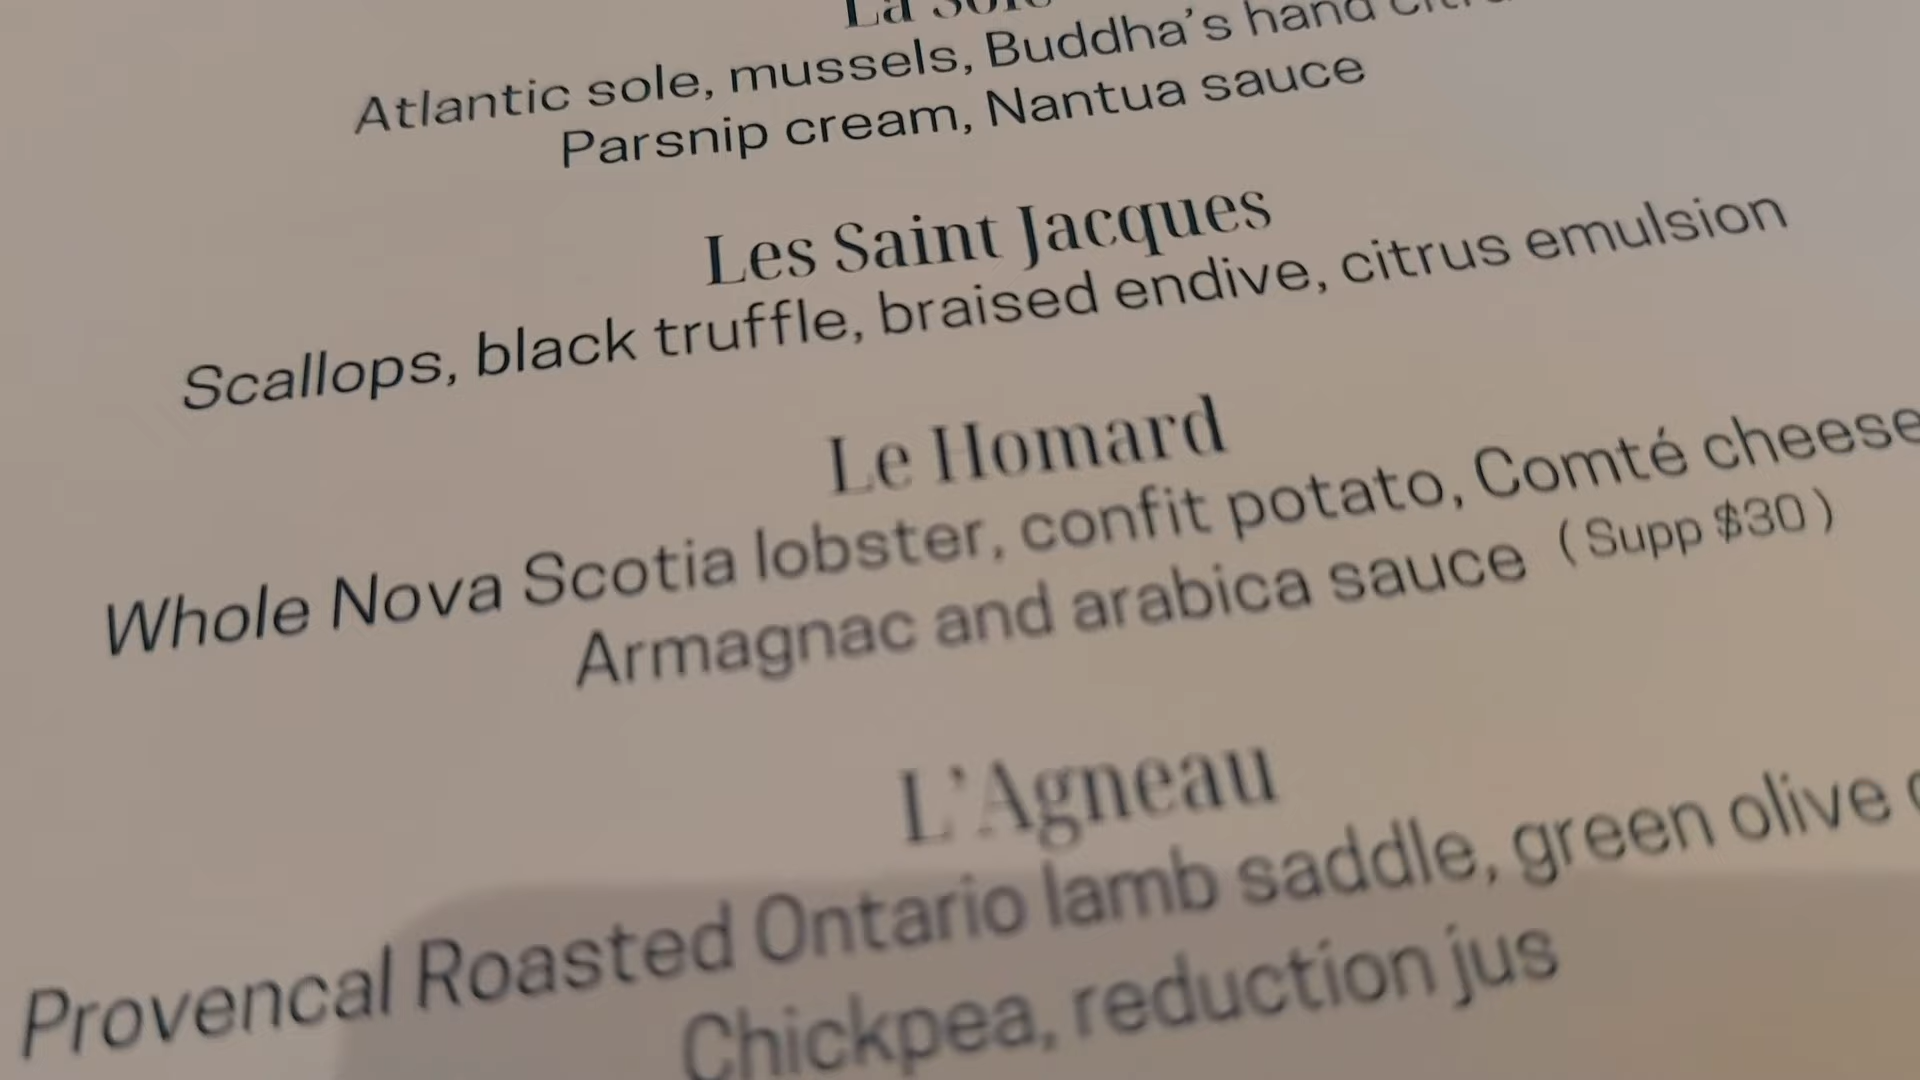 La Sole
Atlantic sole, mussels, Buddha's hand
Parsnip cream, Nantua sauce
Les Saint Jacques
Scallops, black truffle, braised endive, citrus emulsion
Le Homard
Whole Nova Scotia lobster, confit potato, Comté cheese
Armagnac and arabica sauce (Supp $30)
L'Agneau
Provencal Roasted Ontario lamb saddle, green olive
Chickpea, reduction jus